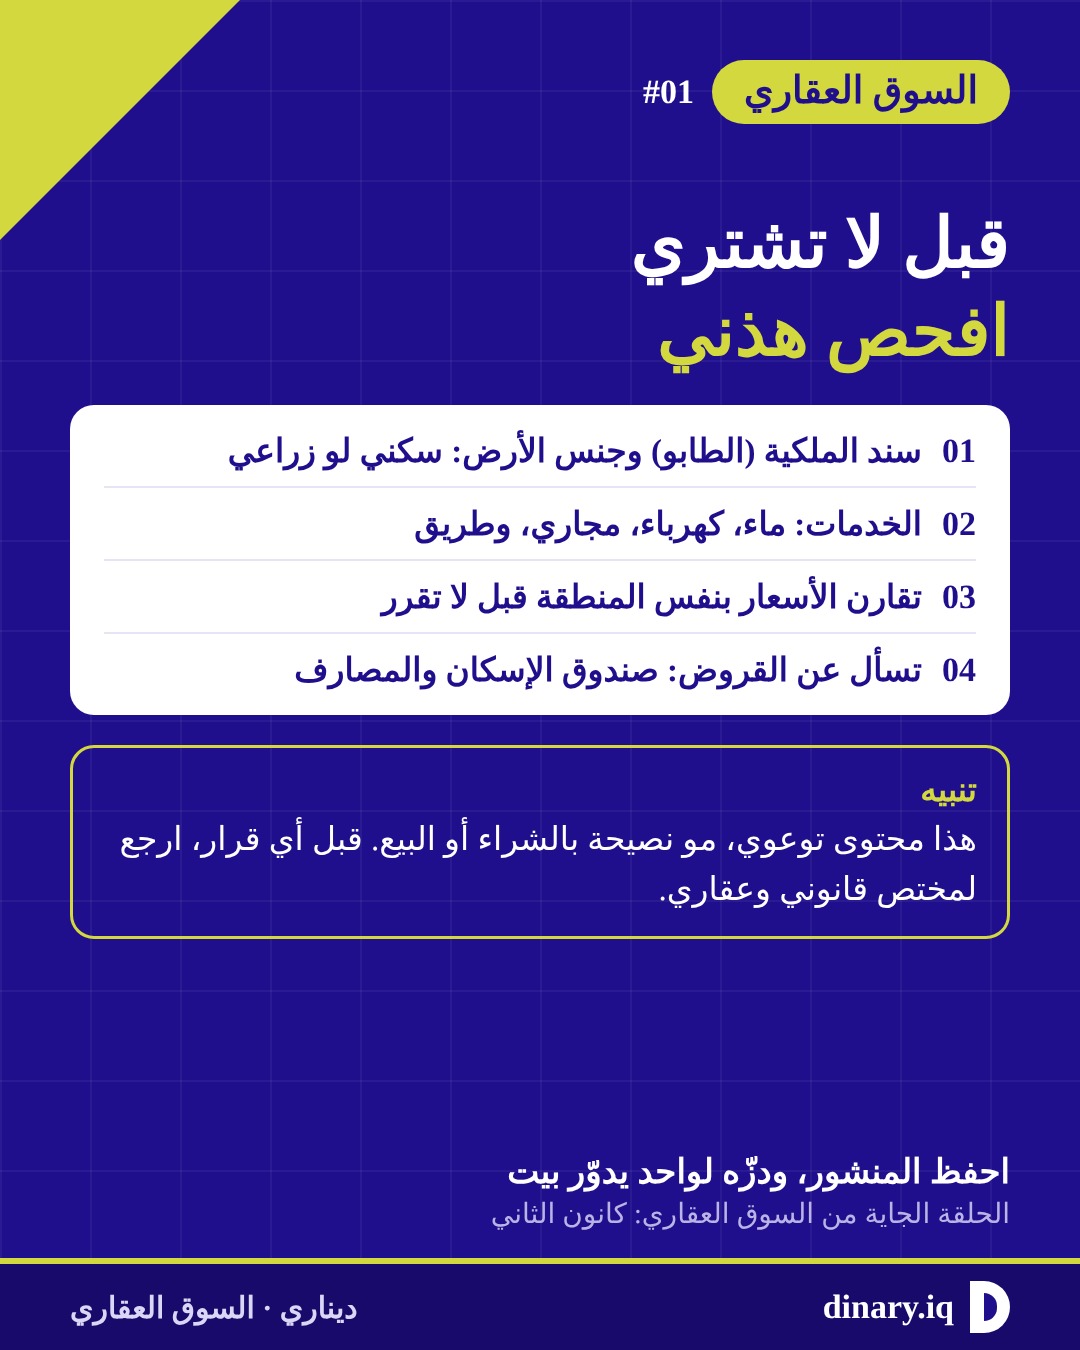 السوق العقاري #01
قبل لا تشتري
افحص هذني
01 سند الملكية (الطابو) وجنس الأرض: سكني لو زراعي
02 الخدمات: ماء، كهرباء، مجاري، وطريق
03 تقارن الأسعار بنفس المنطقة قبل لا تقرر
04 تسأل عن القروض: صندوق الإسكان والمصارف
تنبيه
هذا محتوى توعوي، مو نصيحة بالشراء أو البيع. قبل أي قرار، ارجع
لمختص قانوني وعقاري.
احفظ المنشور، ودزّه لواحد يدوّر بيت
الحلقة الجاية من السوق العقاري: كانون الثاني
dinary.iq
ديناري · السوق العقاري